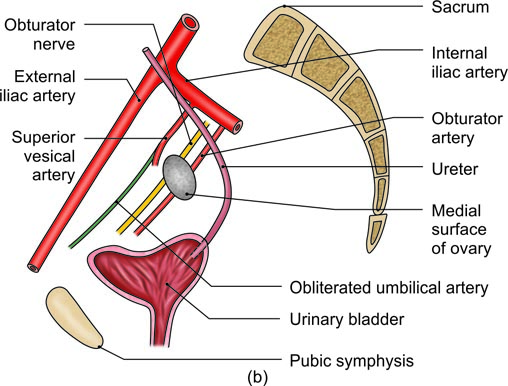 Obturator
nerve
External
iliac artery
Superior
vesical
artery
Sacrum
Internal
iliac artery
Obturator
artery
Ureter
Medial
surface
of ovary
Obliterated umbilical artery
Urinary bladder
Pubic symphysis
(b)